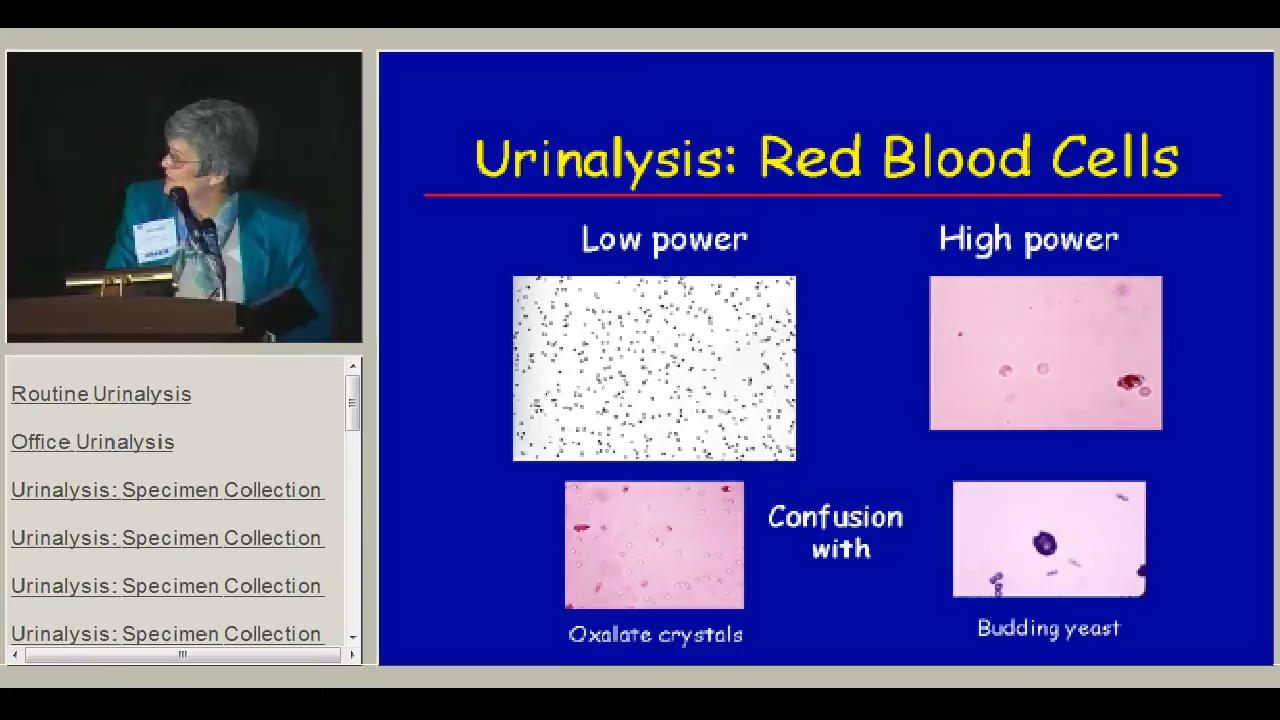 Urinalysis: Red Blood Cells
Low power
High power
Confusion
with
Oxalate crystals
Budding yeast
Routine Urinalysis
Office Urinalysis
Urinalysis: Specimen Collection
Urinalysis: Specimen Collection
Urinalysis: Specimen Collection
Urinalysis: Specimen Collection